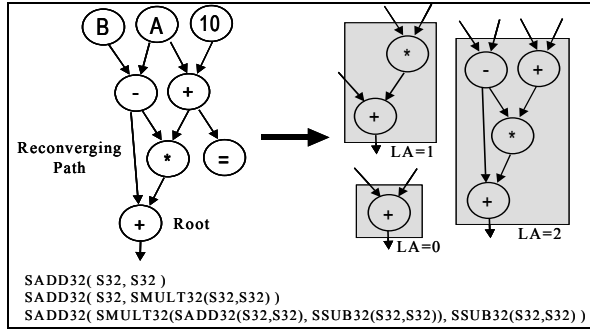 B A 10
- +
*
- +
Reconverging
Path
* =
*
+
LA=1
+ Root
+
+
LA=0
LA=2
SADD32( S32, S32 )
SADD32( S32, SMULT32(S32,S32) )
SADD32( SMULT32(SADD32(S32,S32), SSUB32(S32,S32)), SSUB32(S32,S32) )